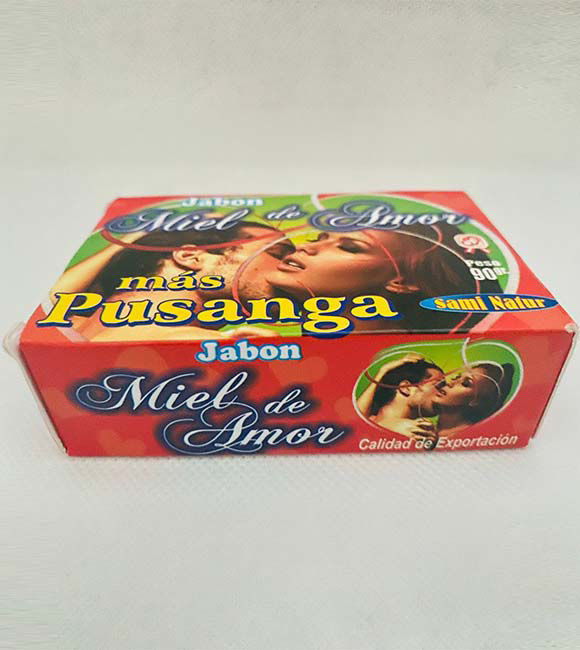 Jabon
Miel de Amor
más
Pusanga
Peso
90gr.
Sami Natur
Jabon
Miel de
Amor
Calidad de Exportación